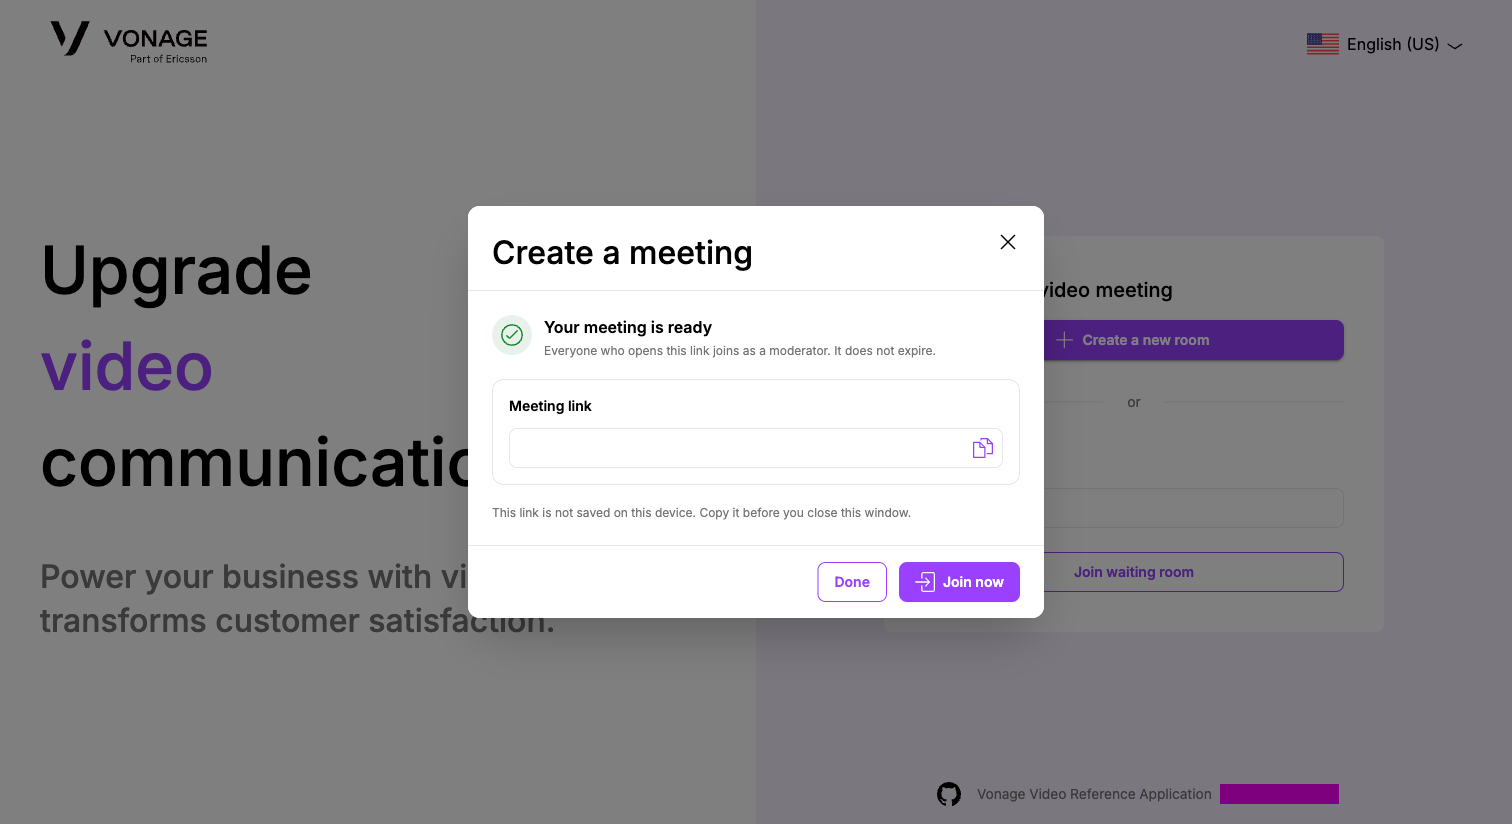 VONAGE
Part of Ericsson
English (US)
Upgrade
video
communicatio
Power your business with vi
transforms customer satisfaction.
Create a meeting
Your meeting is ready
Everyone who opens this link joins as a moderator. It does not expire.
Meeting link
This link is not saved on this device. Copy it before you close this window.
Done
Join now
video meeting
Create a new room
or
Join waiting room
Vonage Video Reference Application